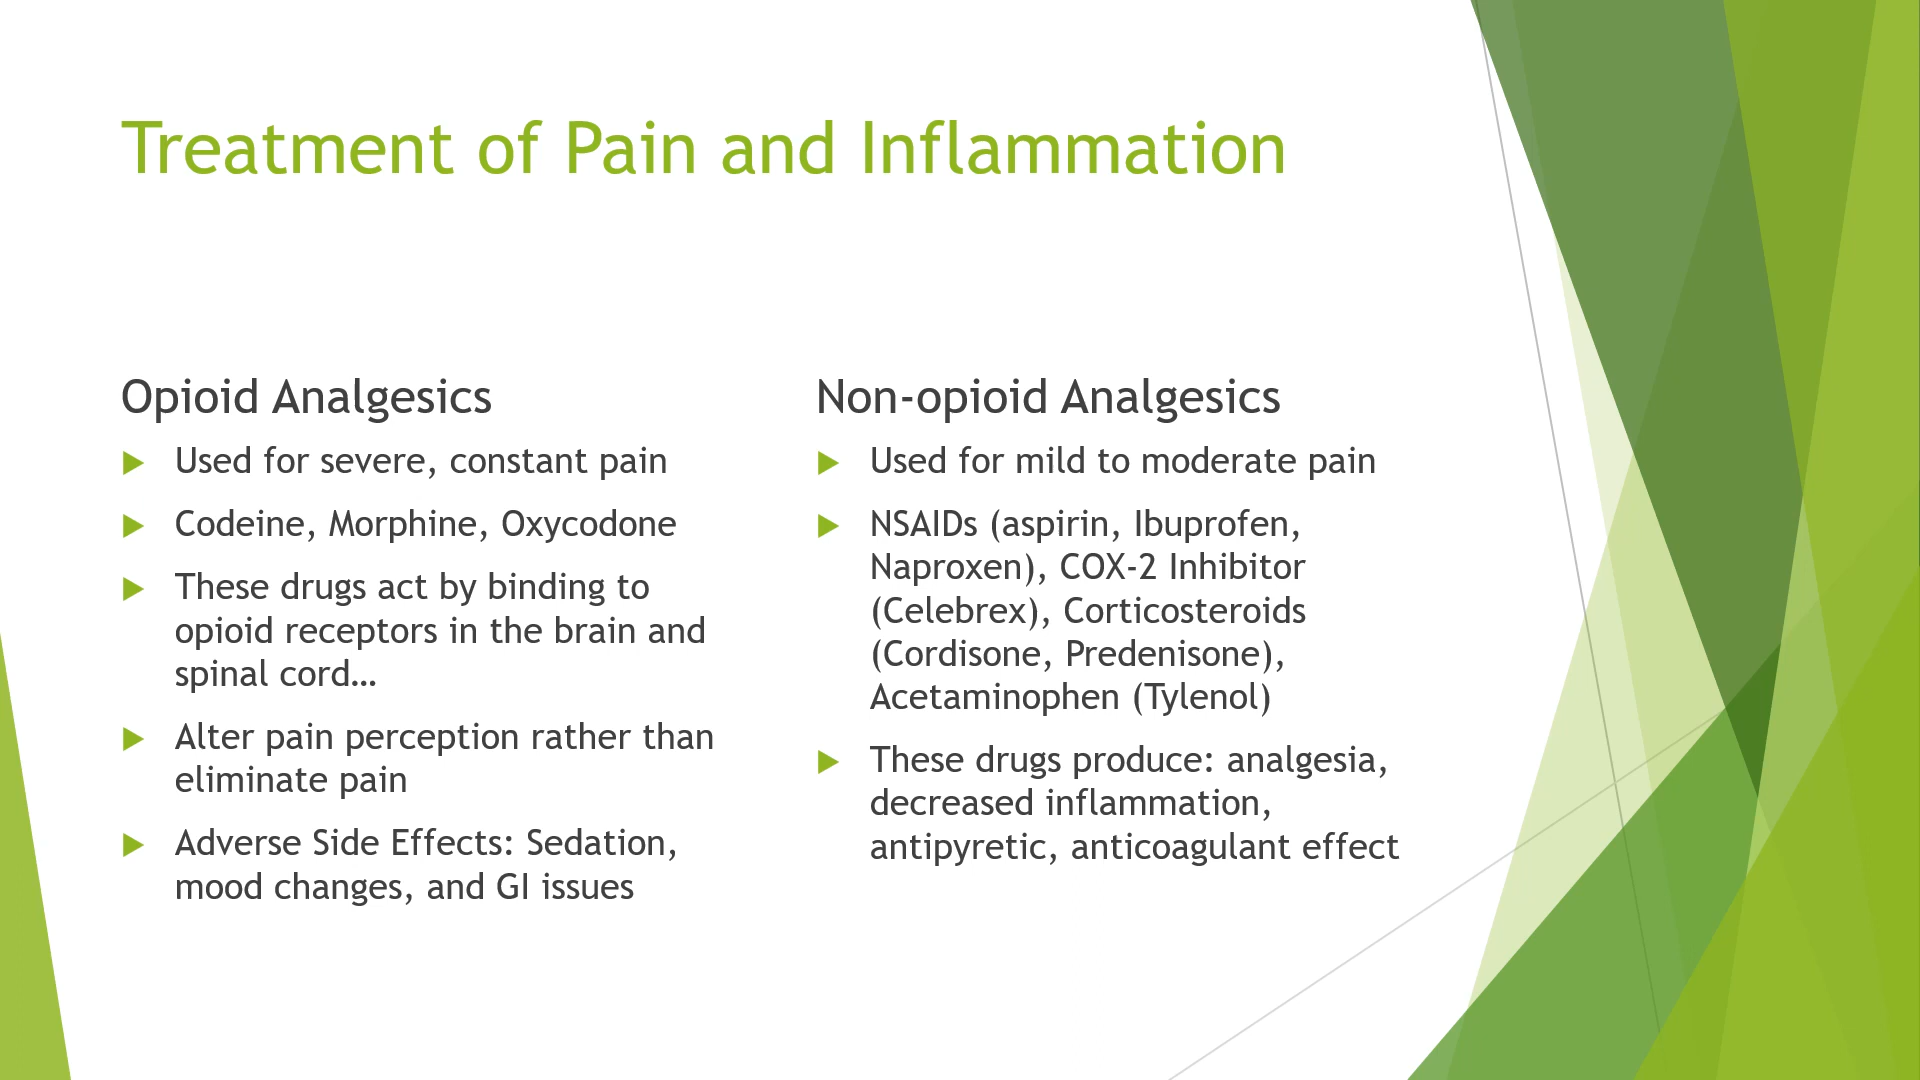 Treatment of Pain and Inflammation
Opioid Analgesics
Used for severe, constant pain
Codeine, Morphine, Oxycodone
These drugs act by binding to
opioid receptors in the brain and
spinal cord…
Alter pain perception rather than
eliminate pain
Adverse Side Effects: Sedation,
mood changes, and GI issues
Non-opioid Analgesics
Used for mild to moderate pain
NSAIDs (aspirin, Ibuprofen,
Naproxen), COX-2 Inhibitor
(Celebrex), Corticosteroids
(Cordisone, Predenisone),
Acetaminophen (Tylenol)
These drugs produce: analgesia,
decreased inflammation,
antipyretic, anticoagulant effect